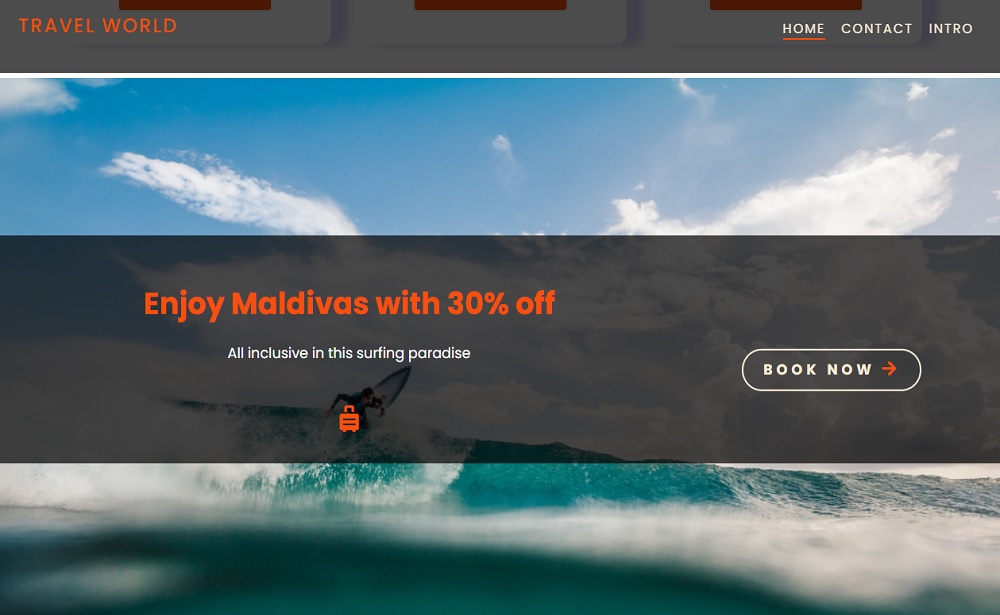 TRAVEL WORLD
HOME CONTACT INTRO
Enjoy Maldivas with 30% off
All inclusive in this surfing paradise
BOOK NOW